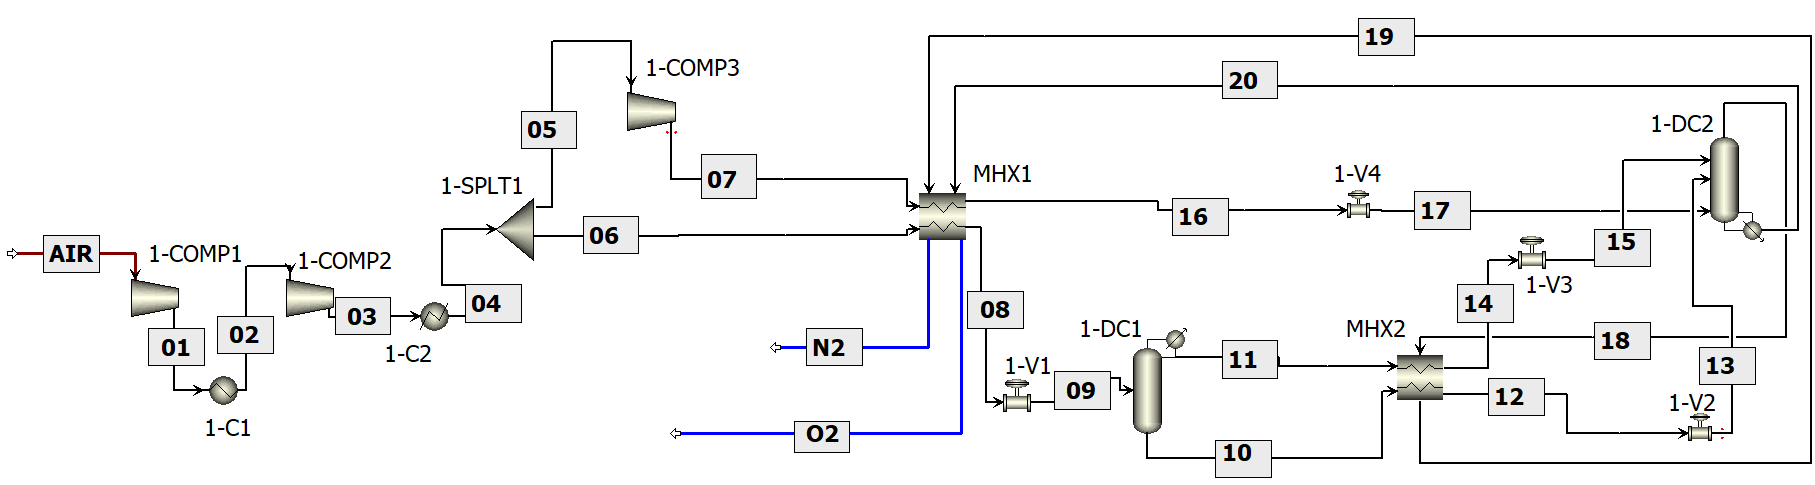 19
20
1-COMP3
05
1-DC2
07
MHX1
1-V4
1-SPLT1
16
17
06
15
AIR
1-COMP1
1-COMP2
1-V3
04
08
14
03
02
1-DC1
MHX2
18
01
N2
1-C2
11
13
1-V1
09
12
1-V2
1-C1
O2
10